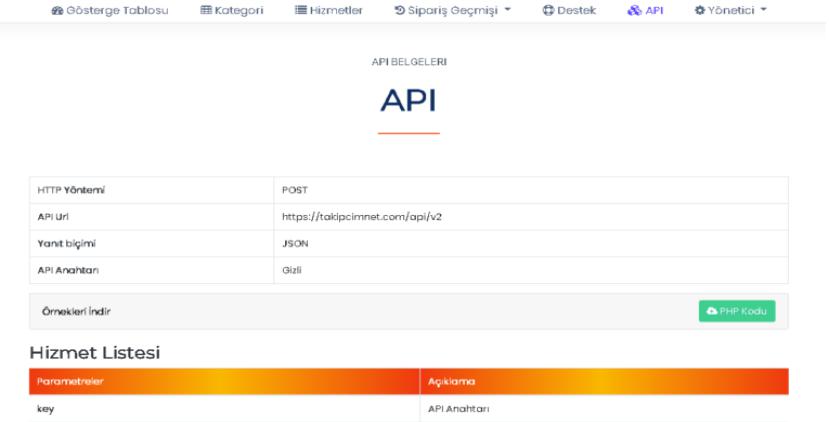 Gösterge Tablosu Kategori Hizmetler Sipariş Geçmişi Destek API Yönetici
API BELGELERI
API
HTTP Yöntemi POST
API Url https://takipcimnet.com/api/v2
Yanıt biçimi JSON
API Anahtarı Gizli
Örnekleri İndir PHP Kodu
Hizmet Listesi
Parametreler Açıklama
key API Anahtarı